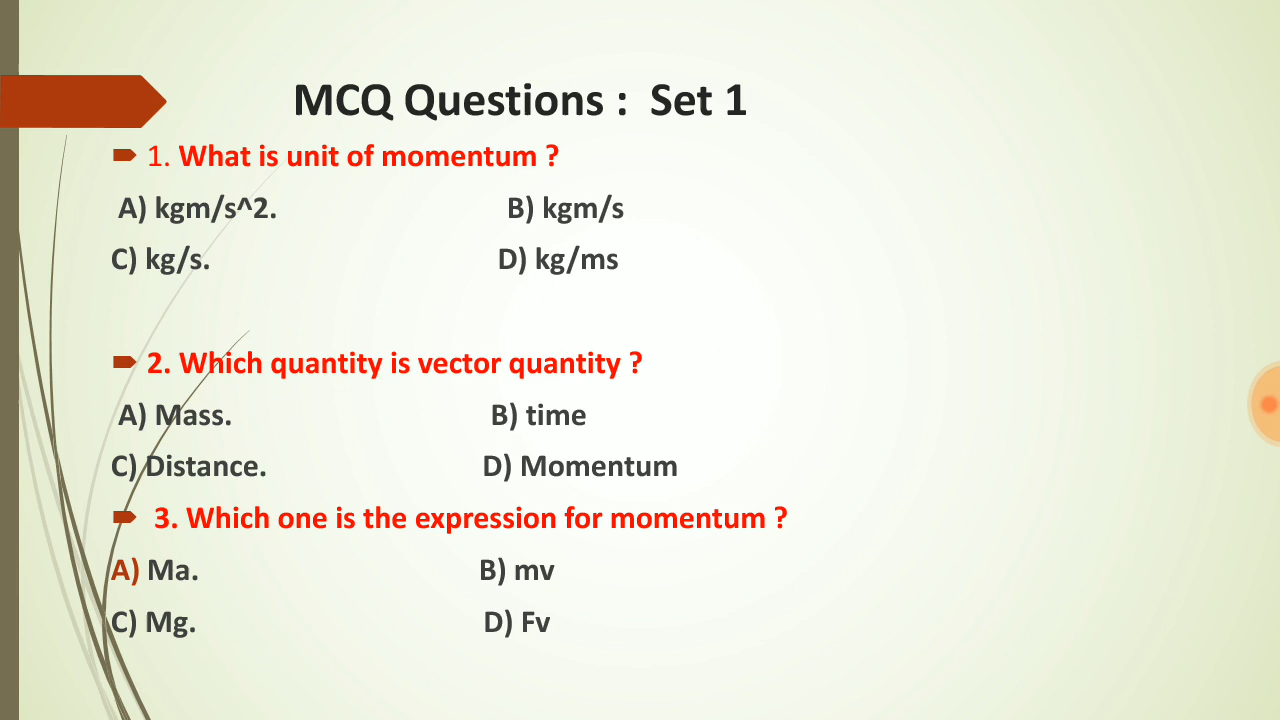 MCQ Questions : Set 1
1. What is unit of momentum ?
A) kgm/s^2. B) kgm/s
C) kg/s. D) kg/ms
2. Which quantity is vector quantity ?
A) Mass. B) time
C) Distance. D) Momentum
3. Which one is the expression for momentum ?
A) Ma. B) mv
C) Mg. D) Fv